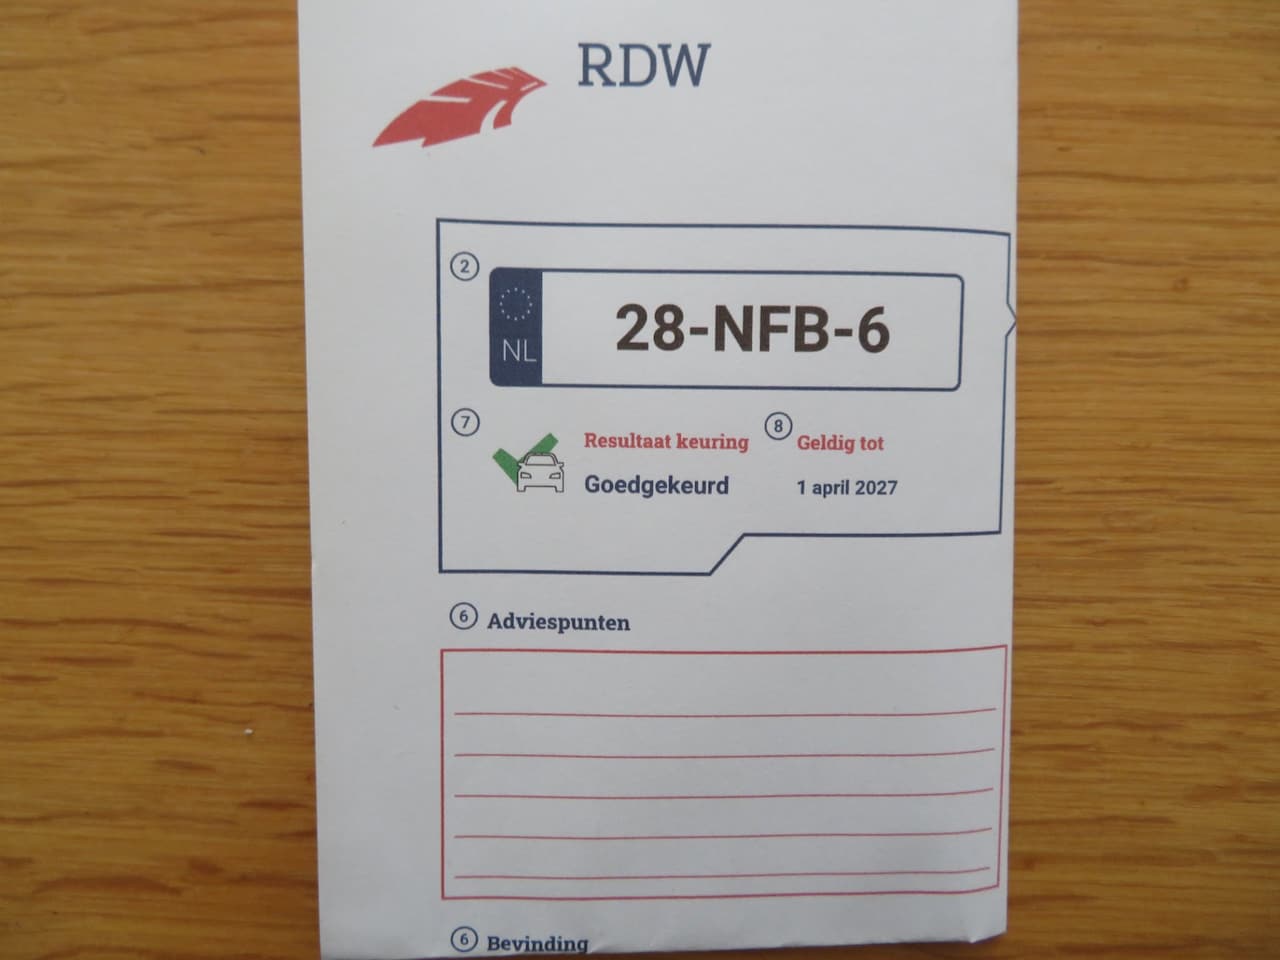 RDW
2
NL 28-NFB-6
7 Resultaat keuring 8 Geldig tot
Goedgekeurd 1 april 2027
6 Adviespunten
6 Bevinding